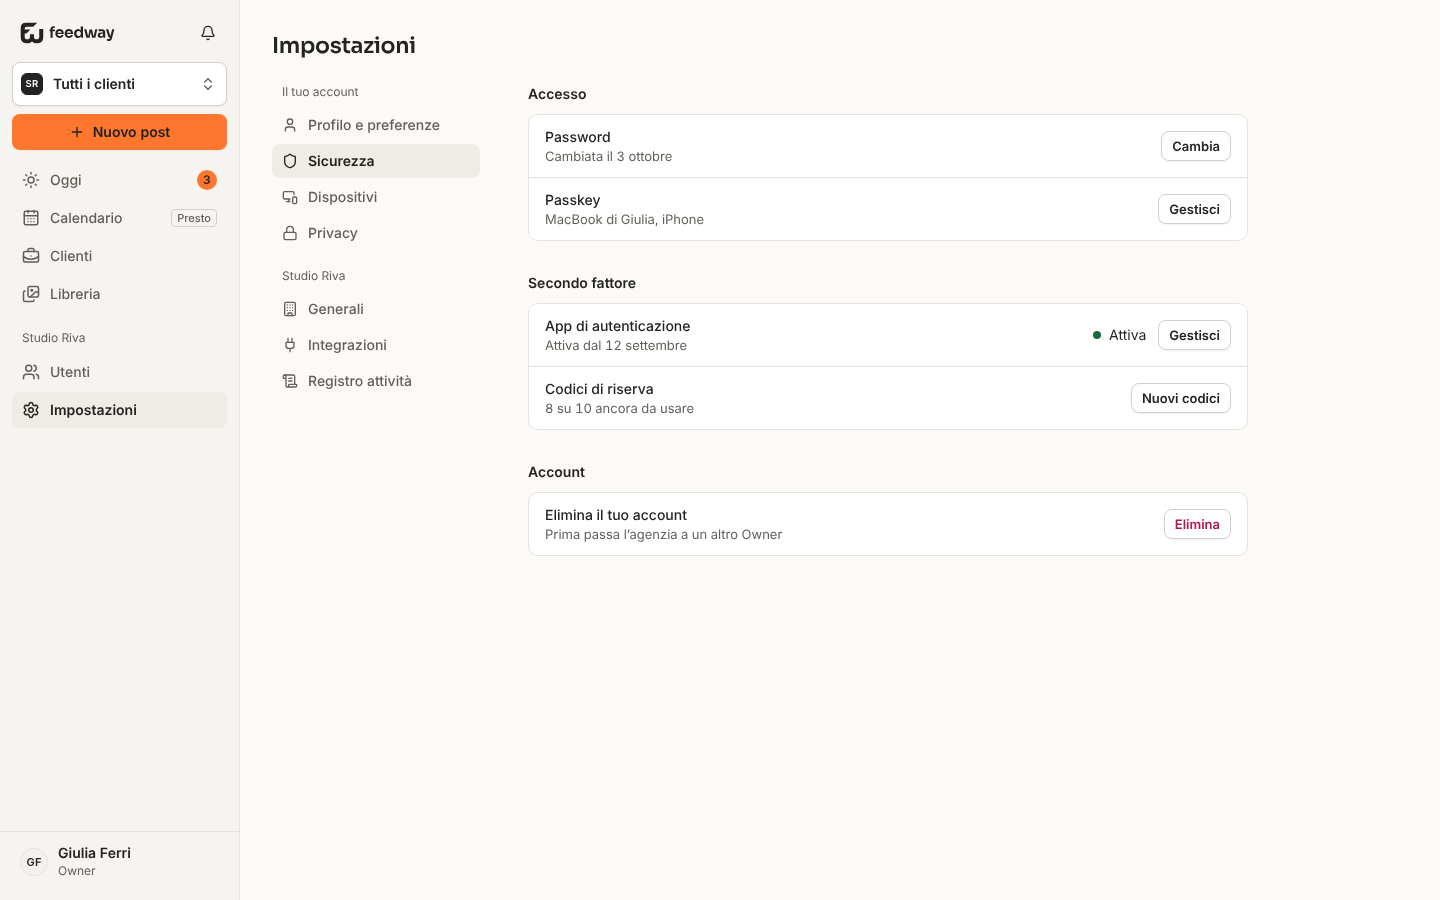 feedway
SR Tutti i clienti
Nuovo post
Oggi 3
Calendario Presto
Clienti
Libreria
Studio Riva
Utenti
Impostazioni
GF Giulia Ferri
Owner
Impostazioni
Il tuo account
Profilo e preferenze
Sicurezza
Dispositivi
Privacy
Studio Riva
Generali
Integrazioni
Registro attività
Accesso
Password
Cambiata il 3 ottobre
Cambia
Passkey
MacBook di Giulia, iPhone
Gestisci
Secondo fattore
App di autenticazione
Attiva dal 12 settembre
Attiva
Gestisci
Codici di riserva
8 su 10 ancora da usare
Nuovi codici
Account
Elimina il tuo account
Prima passa l’agenzia a un altro Owner
Elimina